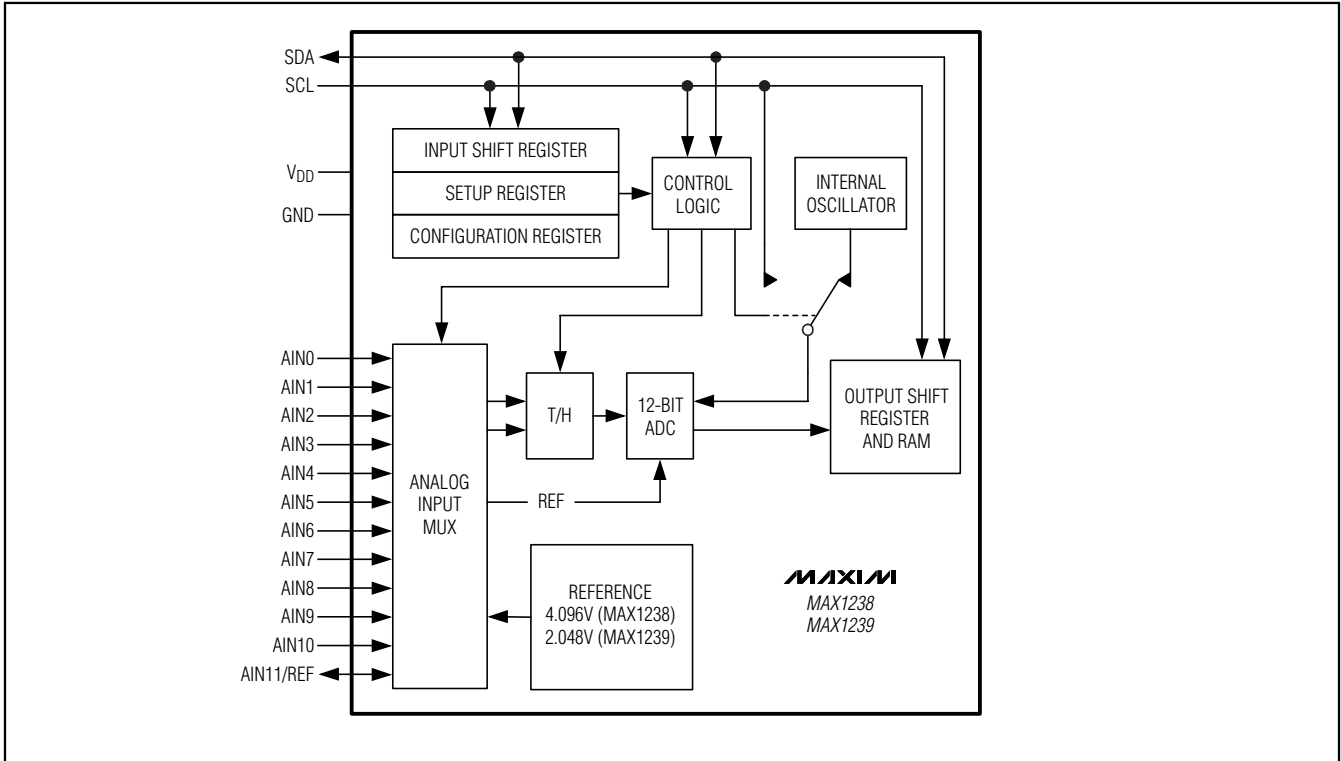 SDA
SCL
VDD
GND
INPUT SHIFT REGISTER
SETUP REGISTER
CONFIGURATION REGISTER
CONTROL
LOGIC
INTERNAL
OSCILLATOR
AIN0
AIN1
AIN2
AIN3
AIN4
AIN5
AIN6
AIN7
AIN8
AIN9
AIN10
AIN11/REF
ANALOG
INPUT
MUX
T/H
12-BIT
ADC
REF
OUTPUT SHIFT
REGISTER
AND RAM
REFERENCE
4.096V (MAX1238)
2.048V (MAX1239)
MAXIM
MAX1238
MAX1239